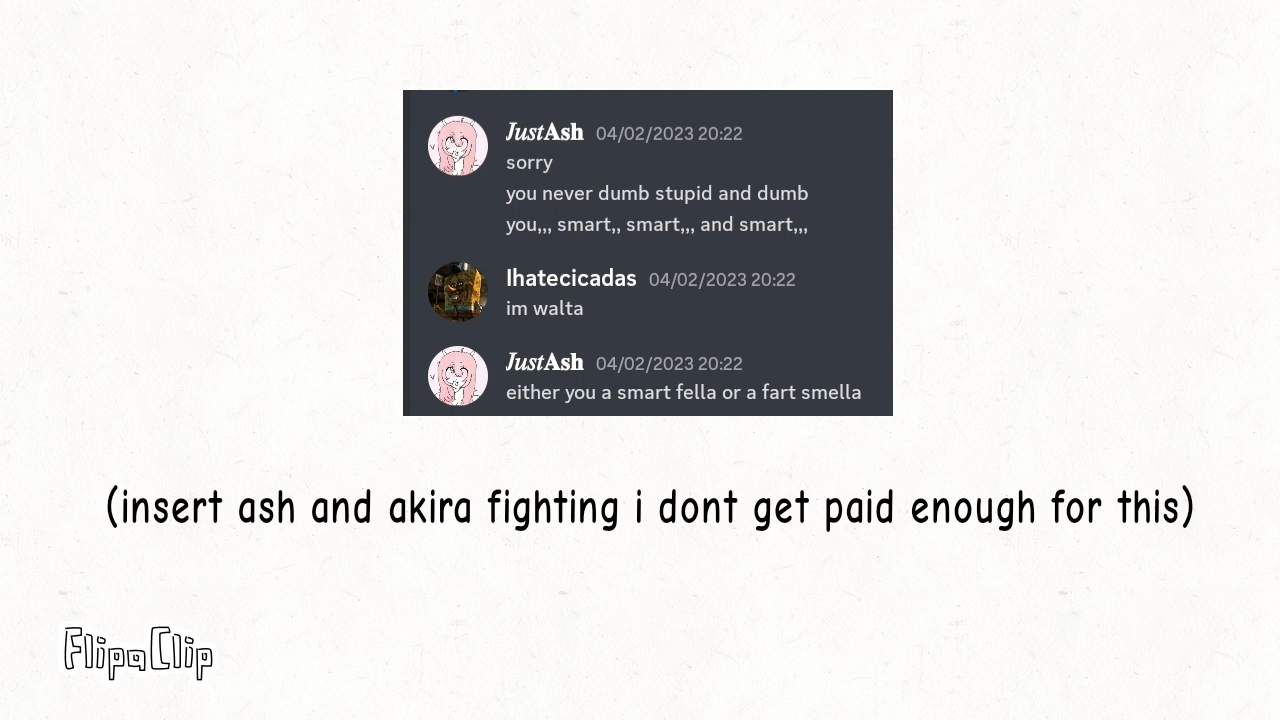 JustAsh 04/02/2023 20:22
sorry
you never dumb stupid and dumb
you,,, smart,, smart,,, and smart,,,
Ihatecicadas 04/02/2023 20:22
im walta
JustAsh 04/02/2023 20:22
either you a smart fella or a fart smella
(insert ash and akira fighting i dont get paid enough for this)
FlipaClip